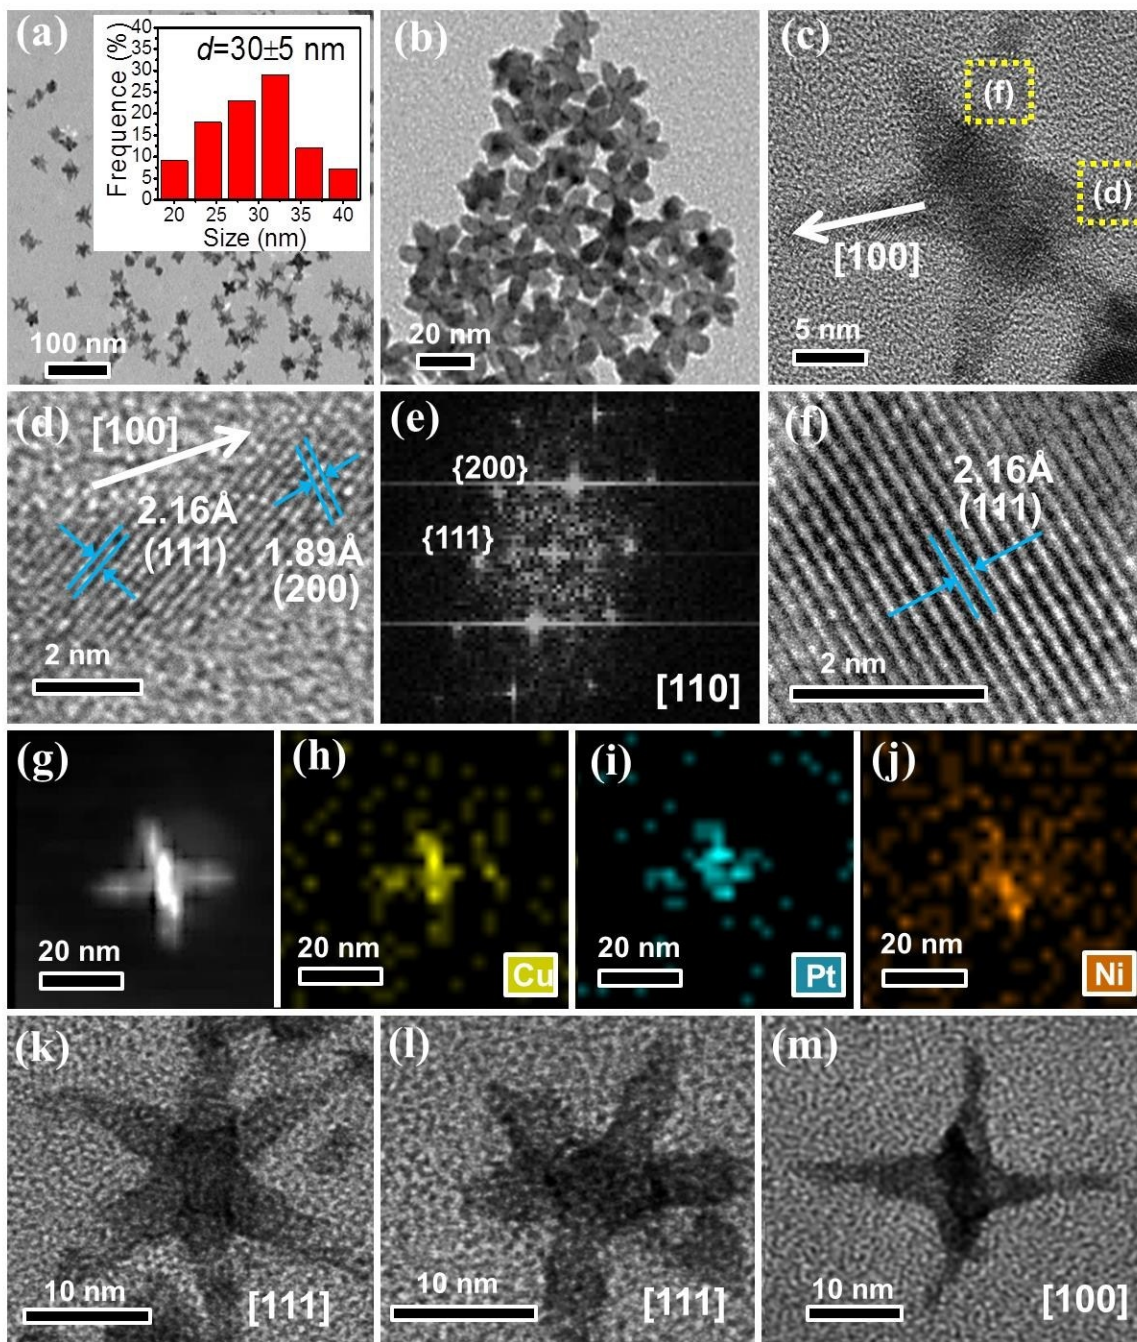 (a)
d=30±5 nm
Frequence (%)
40
35
30
25
20
15
10
5
0
20 25 30 35 40
Size (nm)
100 nm
(b)
20 nm
(c)
(f)
(d)
[100]
5 nm
(d)
[100]
2.16Å
(111)
1.89Å
(200)
2 nm
(e)
{200}
{111}
[110]
(f)
2.16Å
(111)
2 nm
(g)
20 nm
(h)
20 nm
Cu
(i)
20 nm
Pt
(j)
20 nm
Ni
(k)
10 nm
[111]
(l)
10 nm
[111]
(m)
10 nm
[100]